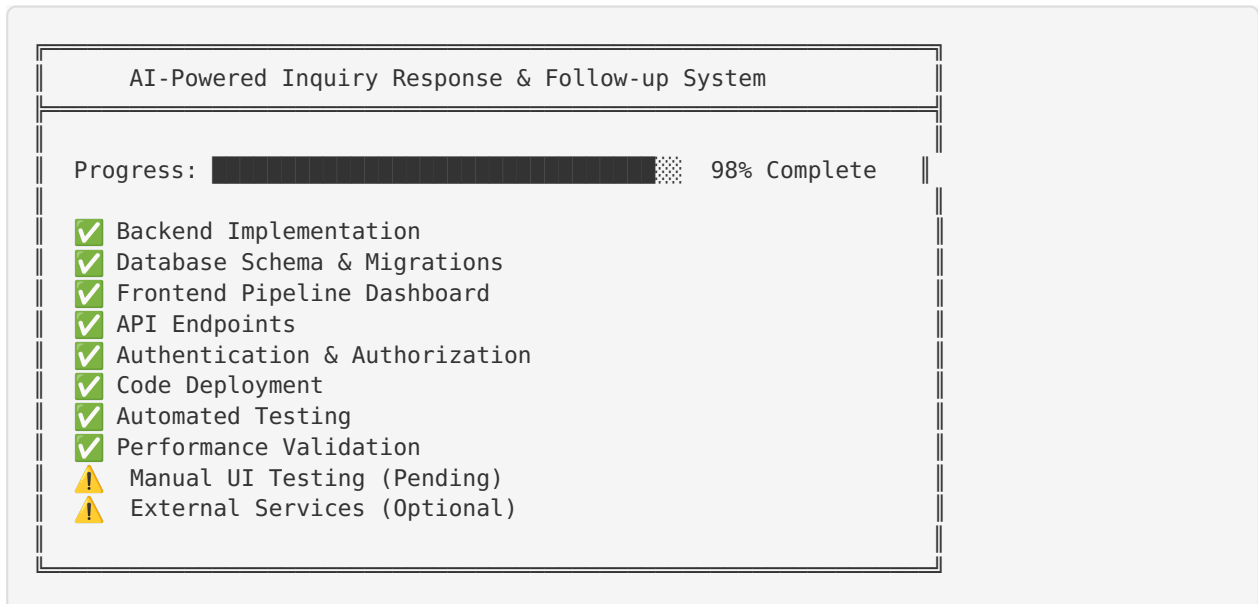 AI-Powered Inquiry Response & Follow-up System
Progress: 98% Complete
✅ Backend Implementation
✅ Database Schema & Migrations
✅ Frontend Pipeline Dashboard
✅ API Endpoints
✅ Authentication & Authorization
✅ Code Deployment
✅ Automated Testing
✅ Performance Validation
⚠️ Manual UI Testing (Pending)
⚠️ External Services (Optional)